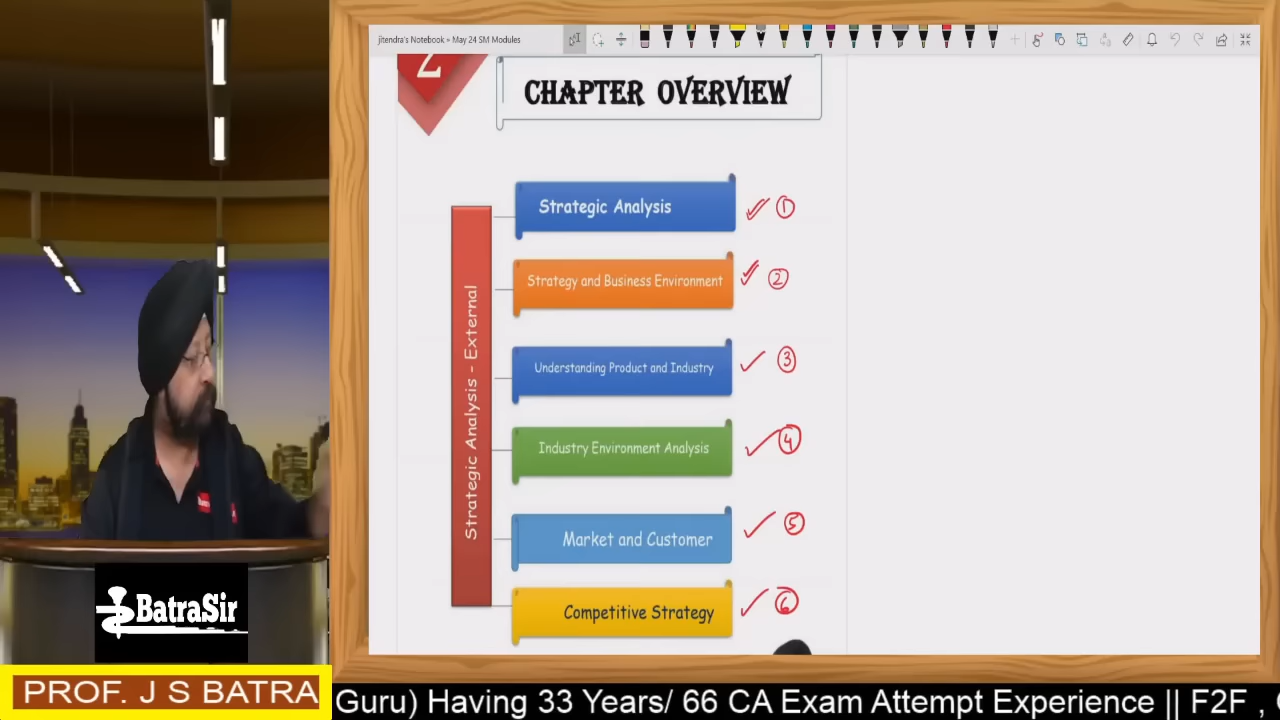 jitendra's Notebook » May 24 SM Modules
2
CHAPTER OVERVIEW
Strategic Analysis - External
Strategic Analysis ①
Strategy and Business Environment ②
Understanding Product and Industry ③
Industry Environment Analysis ④
Market and Customer ⑤
Competitive Strategy ⑥
BatraSir
PROF. J S BATRA
Guru) Having 33 Years/ 66 CA Exam Attempt Experience || F2F ,